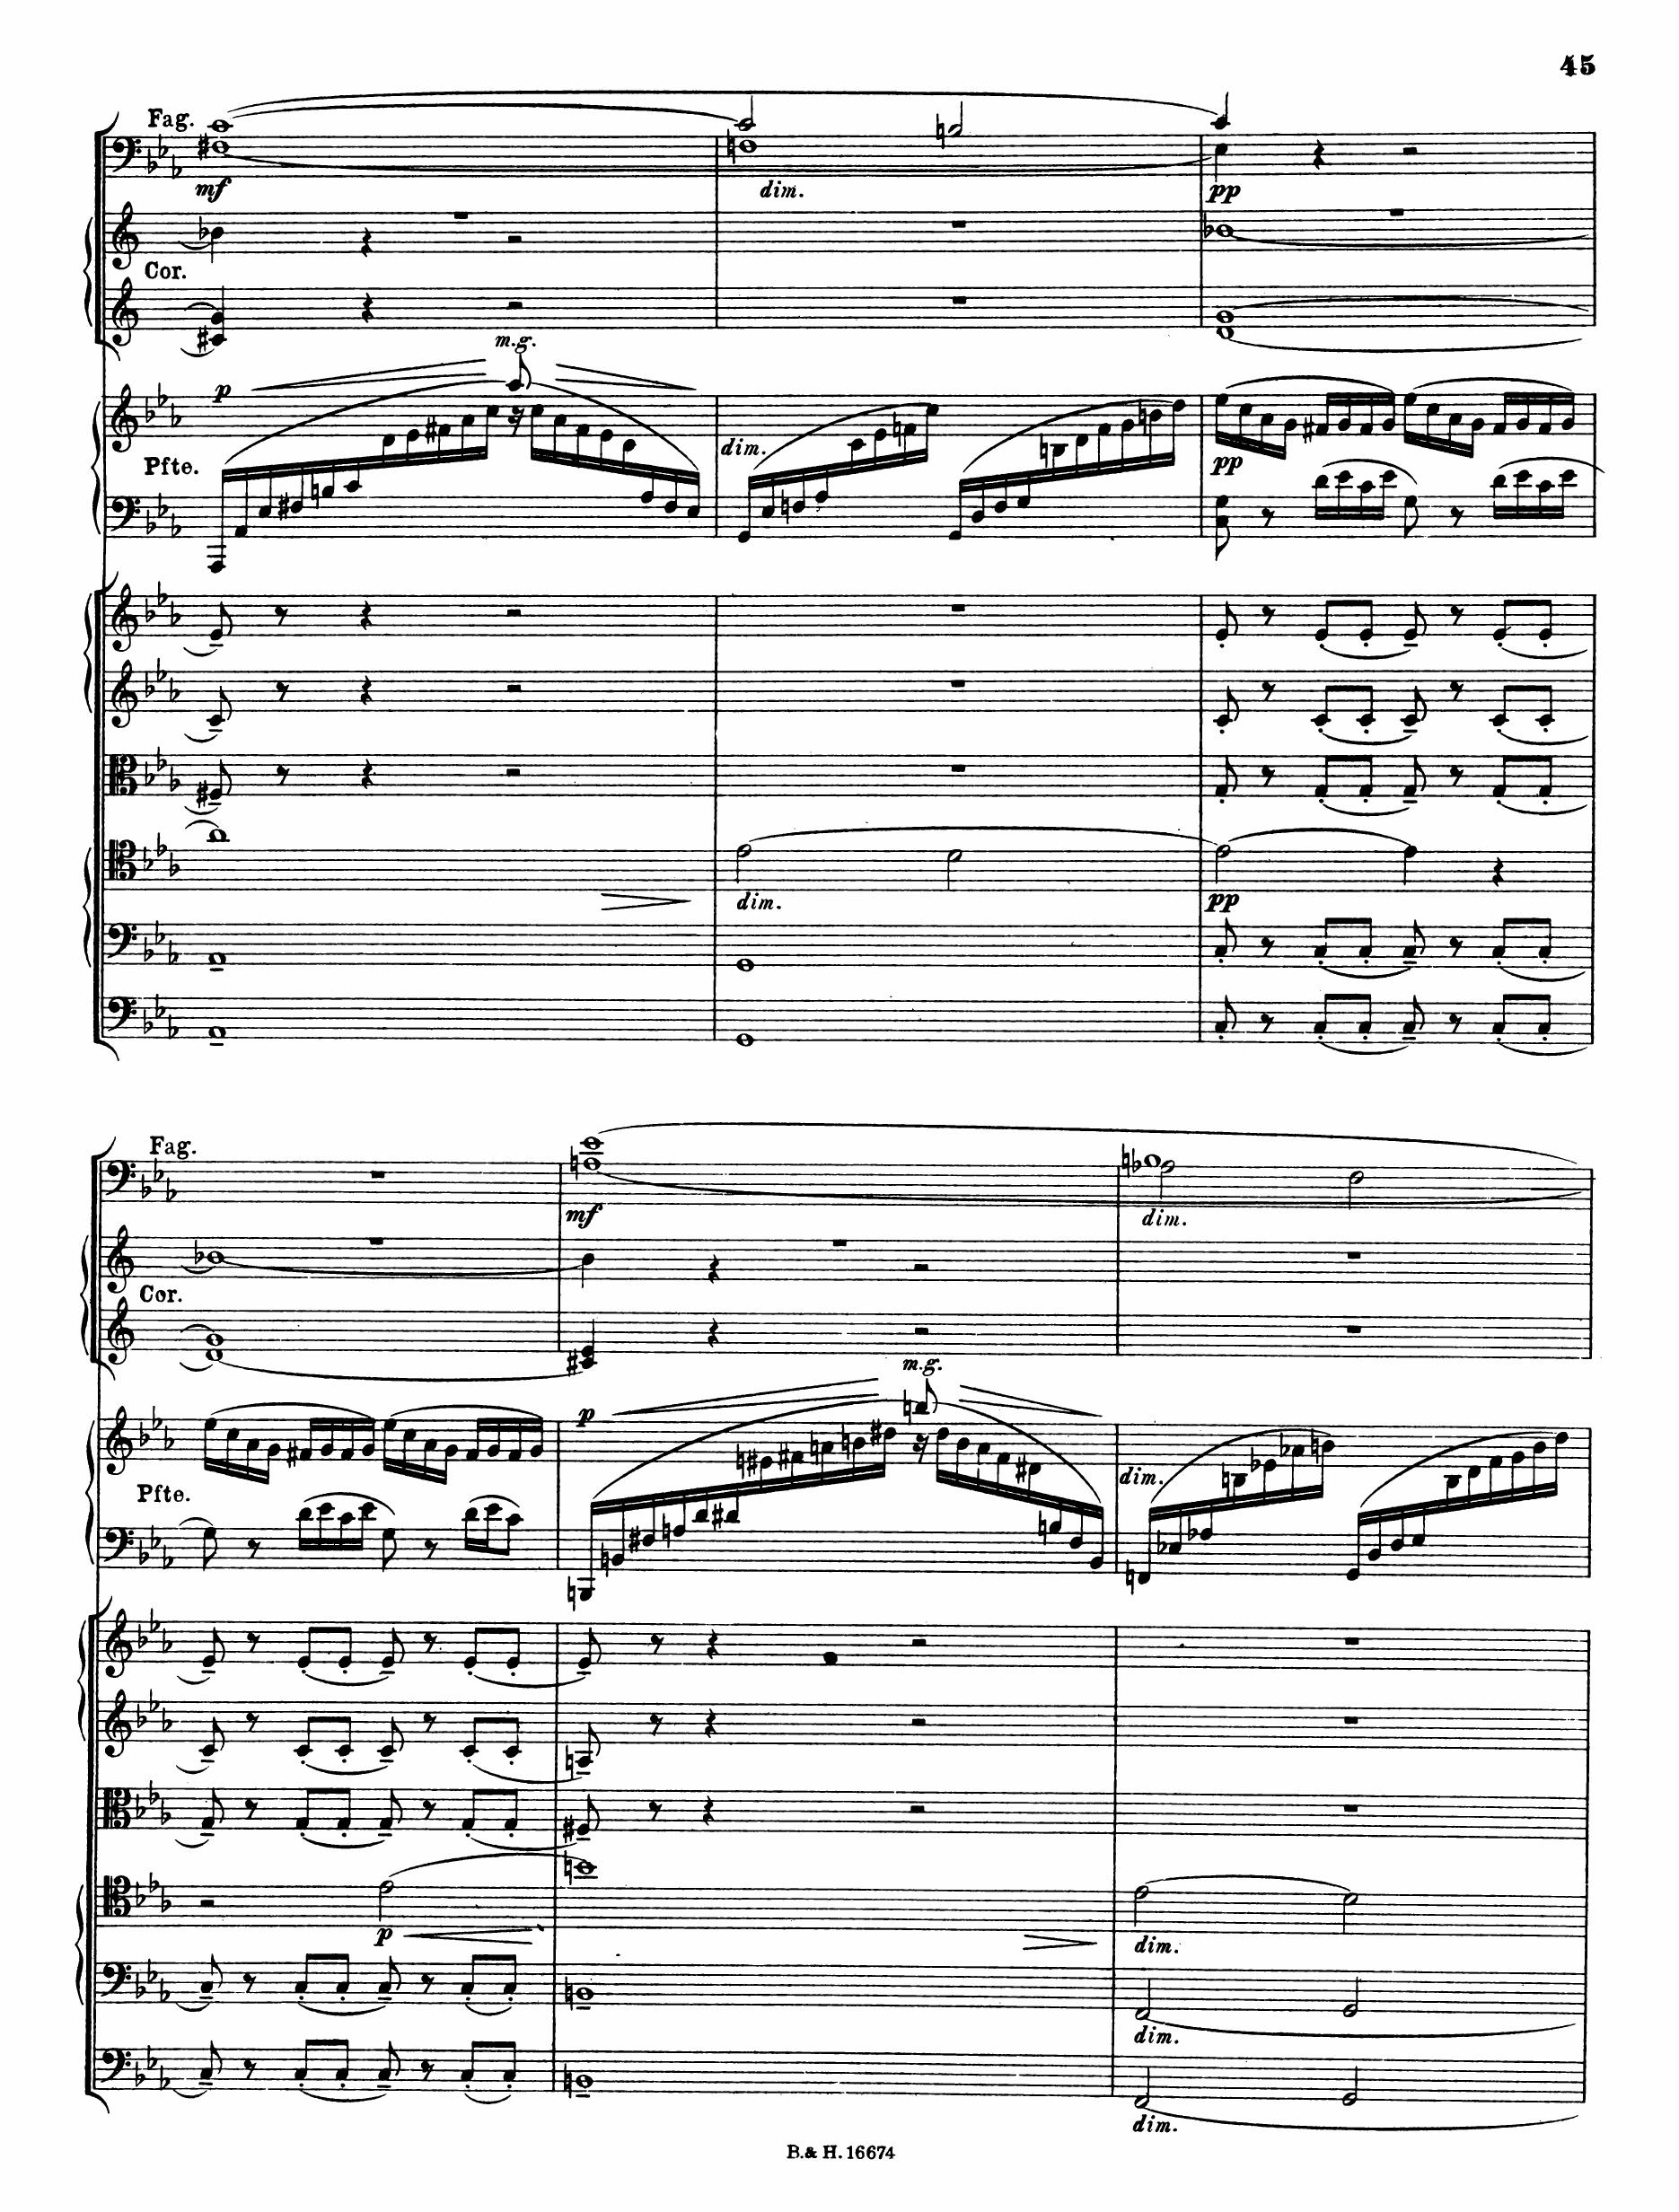 45
Fag.
mf
dim.
pp
Cor.
m.g.
p
dim.
Pfte.
pp
dim.
pp
Fag.
mf
dim.
Cor.
m.g.
p
dim.
Pfte.
p
dim.
dim.
dim.
B. & H. 16674